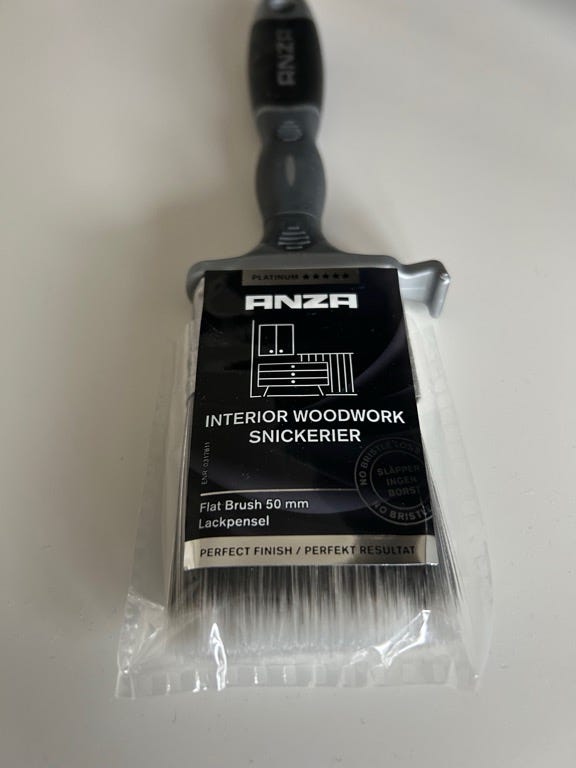 ANZA
PLATINUM ★★★★★
ANZA
INTERIOR WOODWORK
SNICKERIER
NO BRISTLE LOSS
SLÄPPER
INGEN
BORST
NO BRISTLE
Flat Brush 50 mm
Lackpensel
PERFECT FINISH / PERFEKT RESULTAT